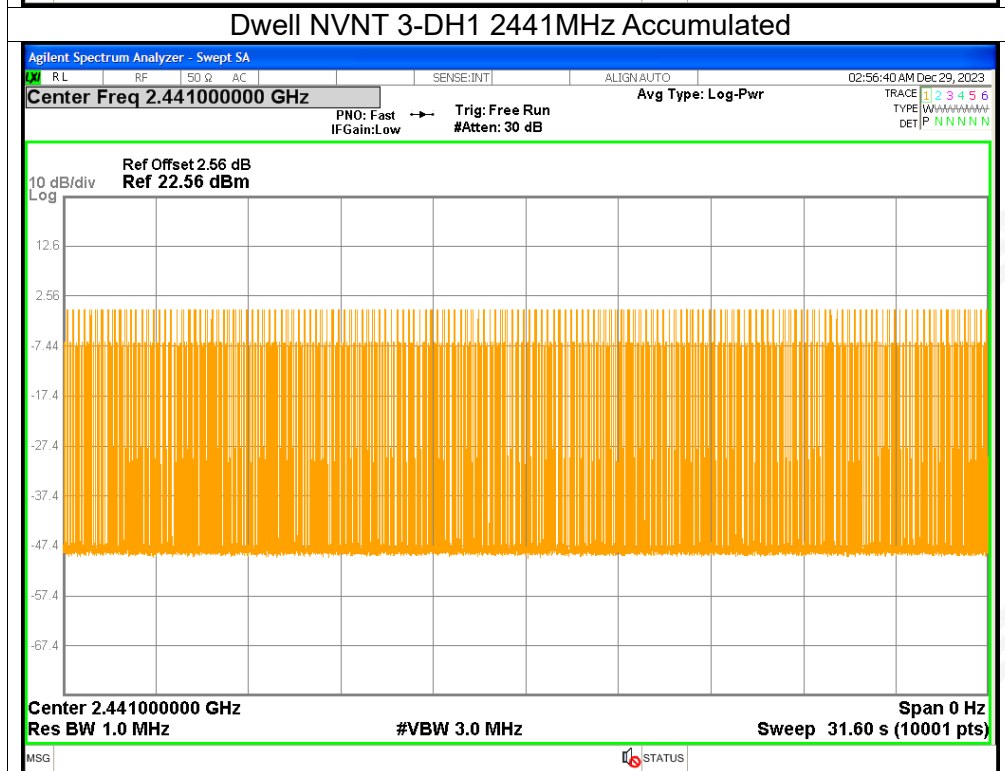 Dwell NVNT 3-DH1 2441MHz Accumulated
Agilent Spectrum Analyzer - Swept SA
LXI RL RF 50 Ω AC SENSE:INT ALIGN AUTO 02:56:40 AM Dec 29, 2023
Center Freq 2.441000000 GHz Avg Type: Log-Pwr TRACE 1 2 3 4 5 6
PNO: Fast Trig: Free Run TYPE WWWWWW
IFGain:Low #Atten: 30 dB DET P N N N N N
Ref Offset 2.56 dB
10 dB/div Ref 22.56 dBm
Log
12.6
2.56
-7.44
-17.4
-27.4
-37.4
-47.4
-57.4
-67.4
Center 2.441000000 GHz Span 0 Hz
Res BW 1.0 MHz #VBW 3.0 MHz Sweep 31.60 s (10001 pts)
MSG STATUS